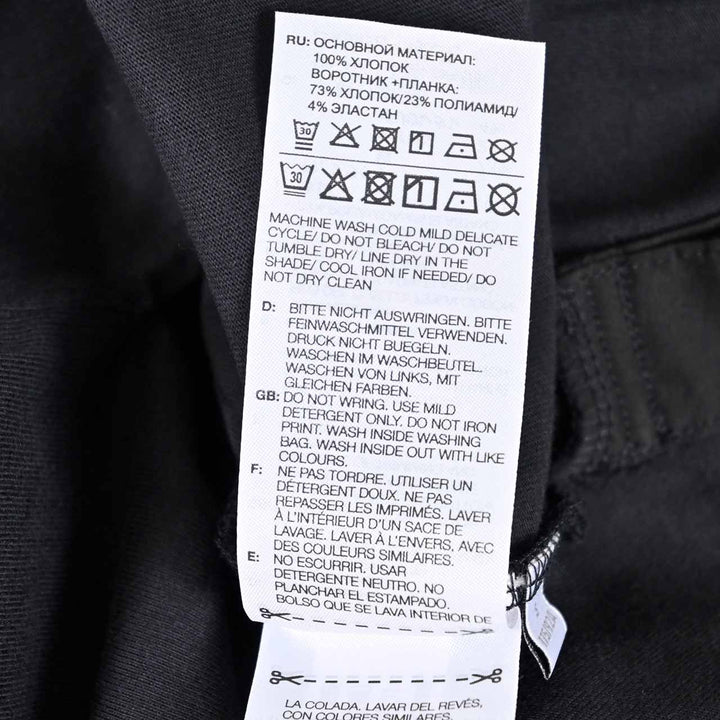 RU: ОСНОВНОЙ МАТЕРИАЛ:
100% ХЛОПОК
ВОРОТНИК +ПЛАНКА:
73% ХЛОПОК/23% ПОЛИАМИД/
4% ЭЛАСТАН
30
30
MACHINE WASH COLD MILD DELICATE
CYCLE/ DO NOT BLEACH/ DO NOT
TUMBLE DRY/ LINE DRY IN THE
SHADE/ COOL IRON IF NEEDED/ DO
NOT DRY CLEAN
D: BITTE NICHT AUSWRINGEN. BITTE
FEINWASCHMITTEL VERWENDEN.
DRUCK NICHT BUEGELN.
WASCHEN IM WASCHBEUTEL.
WASCHEN VON LINKS, MIT
GLEICHEN FARBEN.
GB: DO NOT WRING. USE MILD
DETERGENT ONLY. DO NOT IRON
PRINT. WASH INSIDE WASHING
BAG. WASH INSIDE OUT WITH LIKE
COLOURS.
F: NE PAS TORDRE. UTILISER UN
DÉTERGENT DOUX. NE PAS
REPASSER LES IMPRIMÉS. LAVER
À L'INTÉRIEUR D'UN SACE DE
LAVAGE. LAVER À L'ENVERS, AVEC
DES COULEURS SIMILAIRES.
E: NO ESCURRIR. USAR
DETERGENTE NEUTRO. NO
PLANCHAR EL ESTAMPADO.
BOLSO QUE SE LAVA INTERIOR DE
LA COLADA. LAVAR DEL REVÉS,
CON COLORES SIMILARES.